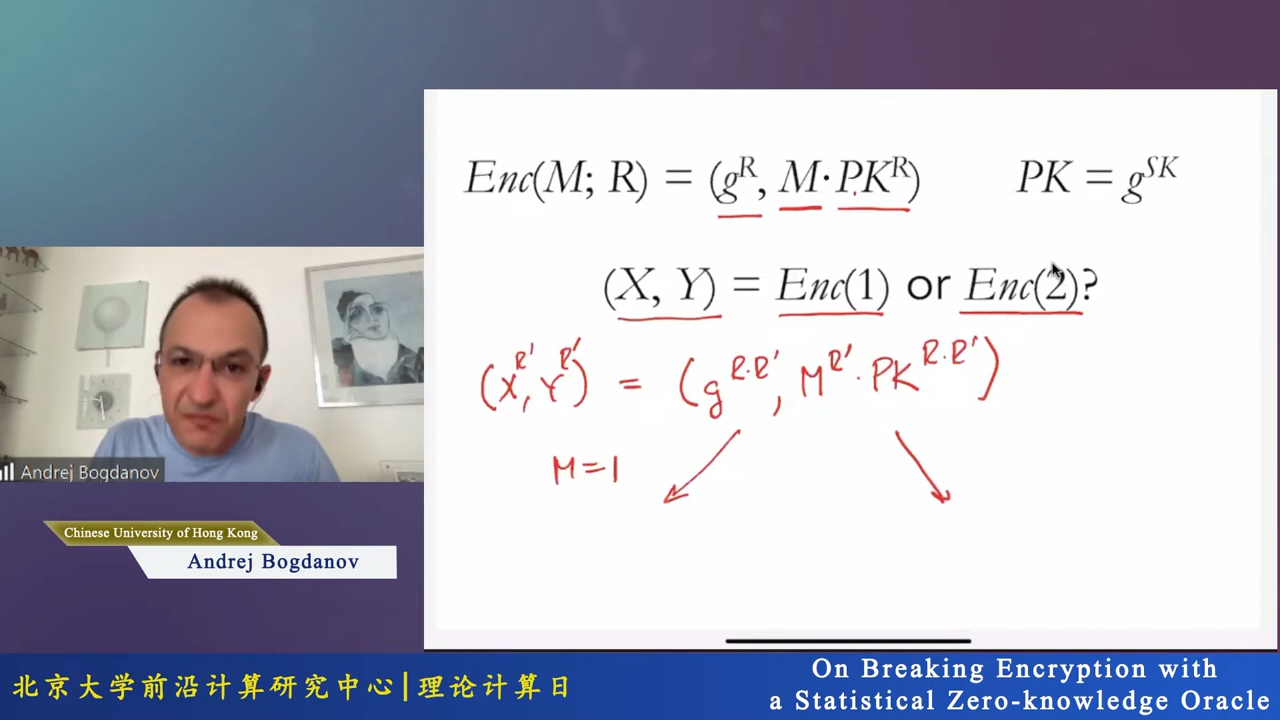 Enc(M; R) = (g^R, M·PK^R) PK = g^SK
(X, Y) = Enc(1) or Enc(2)?
(X^R', Y^R') = (g^R·R', M^R'·PK^R·R')
M=1
Andrej Bogdanov
Chinese University of Hong Kong
Andrej Bogdanov
北京大学前沿计算研究中心|理论计算日
On Breaking Encryption with
a Statistical Zero-knowledge Oracle